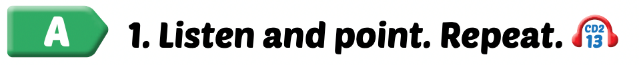 A 1. Listen and point. Repeat. CD2 13